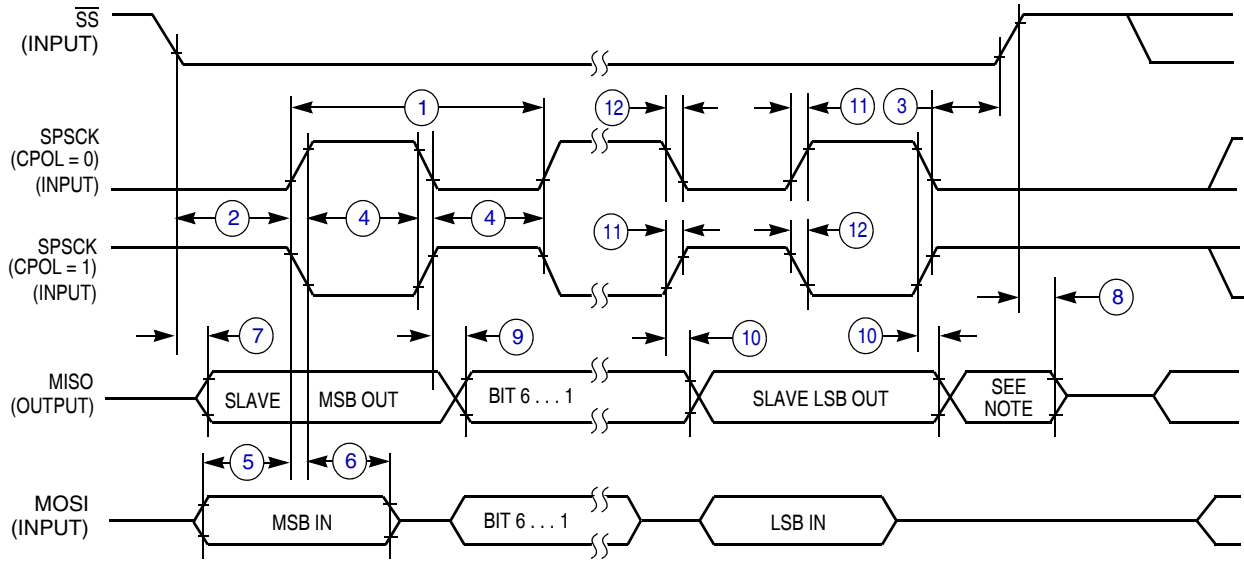 SS
(INPUT)
1
12
11
3
SPSCK
(CPOL = 0)
(INPUT)
2
4
4
11
12
SPSCK
(CPOL = 1)
(INPUT)
8
7
9
10
10
MISO
(OUTPUT)
SLAVE
MSB OUT
BIT 6 . . . 1
SLAVE LSB OUT
SEE
NOTE
5
6
MOSI
(INPUT)
MSB IN
BIT 6 . . . 1
LSB IN